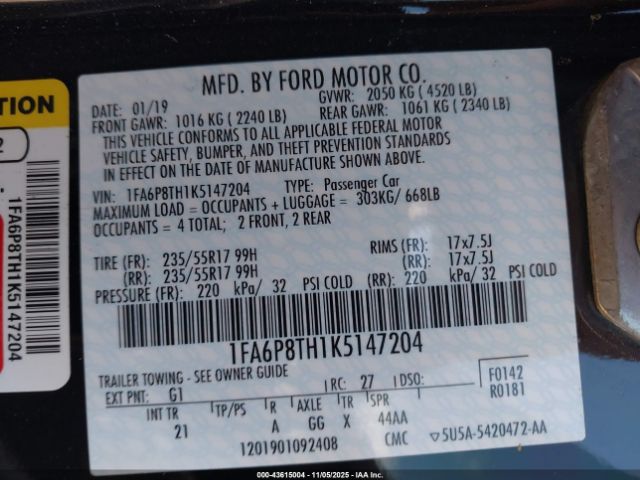 MFD. BY FORD MOTOR CO.
DATE: 01/19
GVWR: 2050 KG ( 4520 LB)
FRONT GAWR: 1016 KG ( 2240 LB)
REAR GAWR: 1061 KG ( 2340 LB)
THIS VEHICLE CONFORMS TO ALL APPLICABLE FEDERAL MOTOR
VEHICLE SAFETY, BUMPER, AND THEFT PREVENTION STANDARDS
IN EFFECT ON THE DATE OF MANUFACTURE SHOWN ABOVE.
VIN: 1FA6P8TH1K5147204 TYPE: Passenger Car
MAXIMUM LOAD = OCCUPANTS + LUGGAGE = 303KG/ 668LB
OCCUPANTS = 4 TOTAL; 2 FRONT, 2 REAR
TIRE (FR): 235/55R17 99H RIMS (FR): 17x7.5J
(RR): 235/55R17 99H (RR): 17x7.5J
PRESSURE (FR): 220 kPa/ 32 PSI COLD (RR): 220 kPa/ 32 PSI COLD
1FA6P8TH1K5147204
TRAILER TOWING - SEE OWNER GUIDE
EXT PNT: G1 RC: 27 DSO: F0142
R0181
INT TR TP/PS R AXLE TR SPR
21 A GG X 44AA
1201901092408 CMC ▽5U5A-5420472-AA
TION
2
1FA6P8TH1K5147204
000-43615004 - 11/05/2025 - IAAI.COM